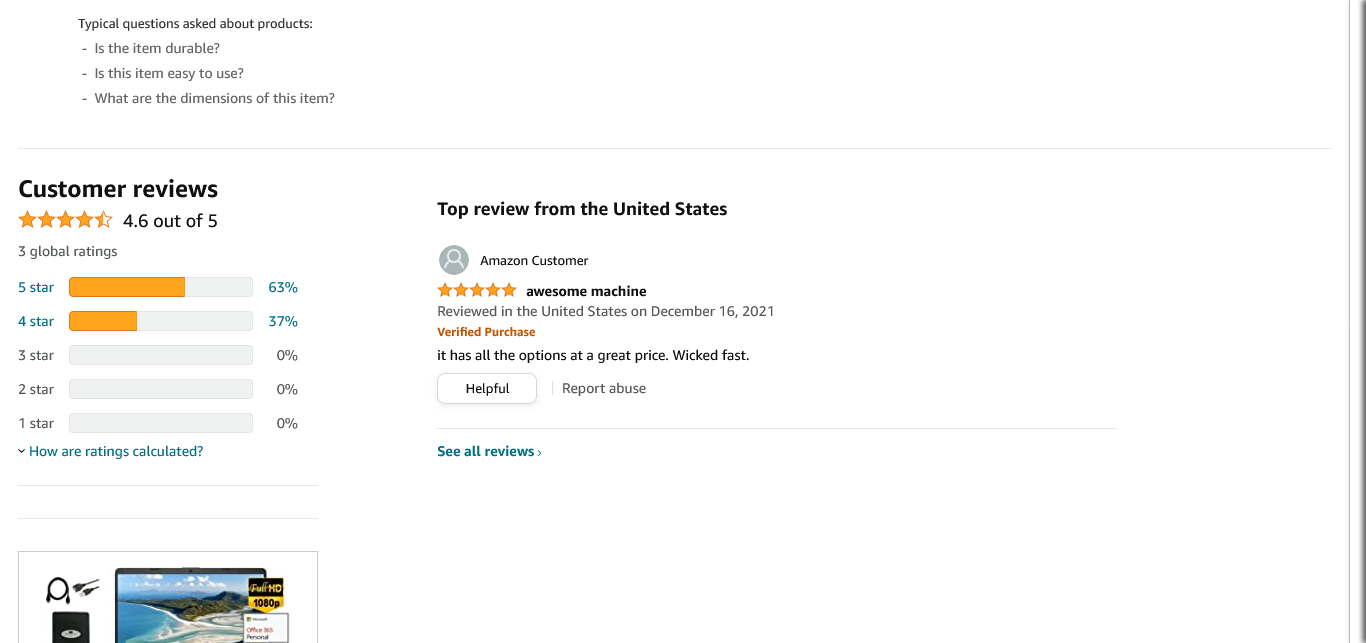 Typical questions asked about products:
- Is the item durable?
- Is this item easy to use?
- What are the dimensions of this item?
Customer reviews
4.6 out of 5
3 global ratings
5 star 63%
4 star 37%
3 star 0%
2 star 0%
1 star 0%
How are ratings calculated?
Top review from the United States
Amazon Customer
awesome machine
Reviewed in the United States on December 16, 2021
Verified Purchase
it has all the options at a great price. Wicked fast.
Helpful
Report abuse
See all reviews ›
Full HD
1080p
Microsoft
Office 365
Personal